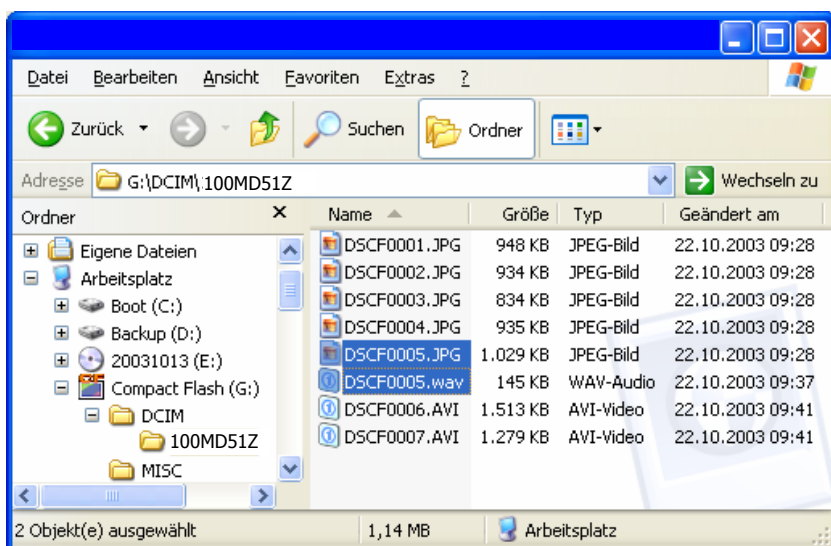 Datei Bearbeiten Ansicht Favoriten Extras ?
Zurück Suchen Ordner
Adresse G:\DCIM\100MD51Z Wechseln zu
Ordner x Name Größe Typ Geändert am
Eigene Dateien DSCF0001.JPG 948 KB JPEG-Bild 22.10.2003 09:28
Arbeitsplatz DSCF0002.JPG 934 KB JPEG-Bild 22.10.2003 09:28
Boot (C:) DSCF0003.JPG 834 KB JPEG-Bild 22.10.2003 09:28
Backup (D:) DSCF0004.JPG 935 KB JPEG-Bild 22.10.2003 09:28
20031013 (E:) DSCF0005.JPG 1.029 KB JPEG-Bild 22.10.2003 09:28
Compact Flash (G:) DSCF0005.wav 145 KB WAV-Audio 22.10.2003 09:37
DCIM DSCF0006.AVI 1.513 KB AVI-Video 22.10.2003 09:41
100MD51Z DSCF0007.AVI 1.279 KB AVI-Video 22.10.2003 09:41
MISC
2 Objekt(e) ausgewählt 1,14 MB Arbeitsplatz